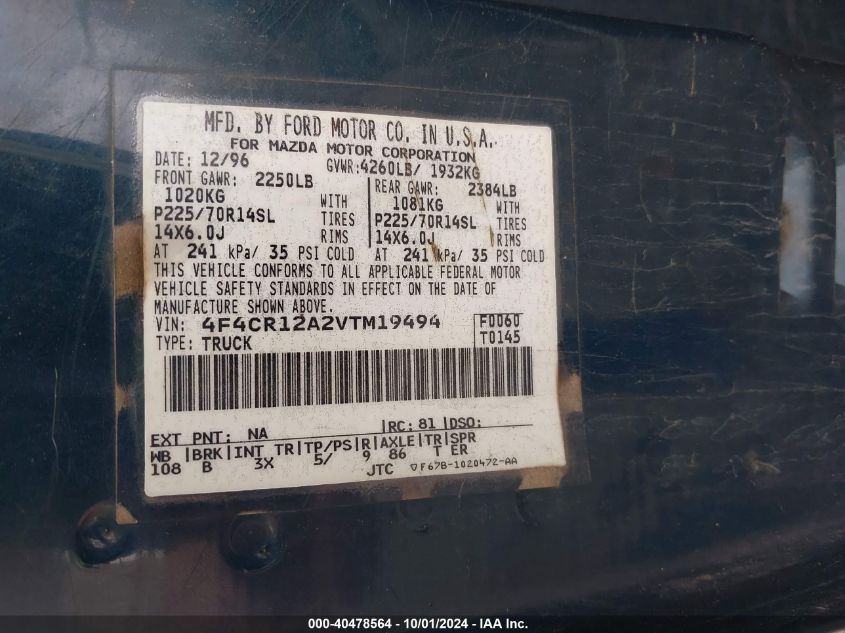 MFD. BY FORD MOTOR CO. IN U.S.A.
FOR MAZDA MOTOR CORPORATION
DATE: 12/96 GVWR:4260LB/ 1932KG
FRONT GAWR: 2250LB REAR GAWR: 2384LB
1020KG WITH 1081KG WITH
P225/70R14SL TIRES P225/70R14SL TIRES
14X6.0J RIMS 14X6.0J RIMS
AT 241 kPa/ 35 PSI COLD AT 241 kPa/ 35 PSI COLD
THIS VEHICLE CONFORMS TO ALL APPLICABLE FEDERAL MOTOR
VEHICLE SAFETY STANDARDS IN EFFECT ON THE DATE OF
MANUFACTURE SHOWN ABOVE.
VIN: 4F4CR12A2VTM19494 F0060
TYPE: TRUCK T0145
EXT PNT: NA |RC: 81 |DSO:
WB |BRK|INT TR|TP/PS|R|AXLE|TR|SPR
108 B 3X 5/ 9 86 T ER
JTC ▽F67B-1020472-AA
000-40478564 - 10/01/2024 - IAA Inc.